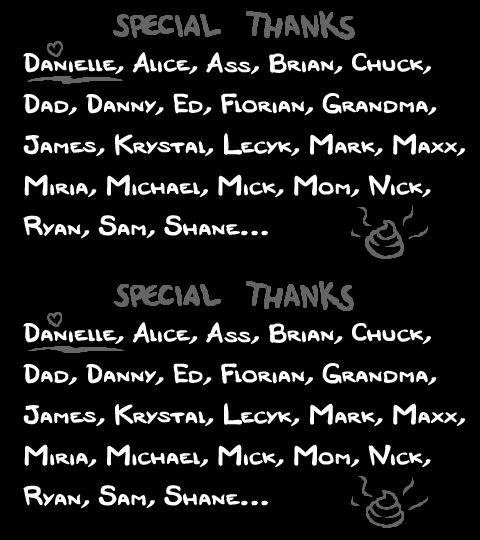 Special Thanks
Danielle, Alice, Ass, Brian, Chuck,
Dad, Danny, Ed, Florian, Grandma,
James, Krystal, Lecyk, Mark, Maxx,
Miria, Michael, Mick, Mom, Nick,
Ryan, Sam, Shane...
Special Thanks
Danielle, Alice, Ass, Brian, Chuck,
Dad, Danny, Ed, Florian, Grandma,
James, Krystal, Lecyk, Mark, Maxx,
Miria, Michael, Mick, Mom, Nick,
Ryan, Sam, Shane...